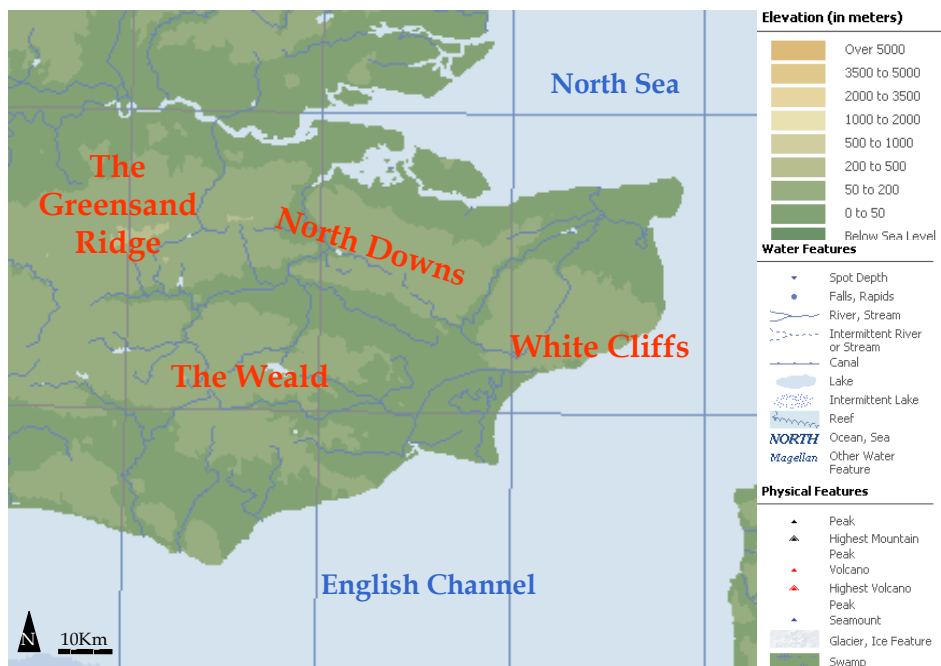 North Sea
The
Greensand
Ridge
North Downs
White Cliffs
The Weald
English Channel
N
10Km
Elevation (in meters)
Over 5000
3500 to 5000
2000 to 3500
1000 to 2000
500 to 1000
200 to 500
50 to 200
0 to 50
Below Sea Level
Water Features
Spot Depth
Falls, Rapids
River, Stream
Intermittent River
or Stream
Canal
Lake
Intermittent Lake
Reef
NORTH Ocean, Sea
Magellan Other Water
Feature
Physical Features
Peak
Highest Mountain
Peak
Volcano
Highest Volcano
Peak
Seamount
Glacier, Ice Feature
Swamp